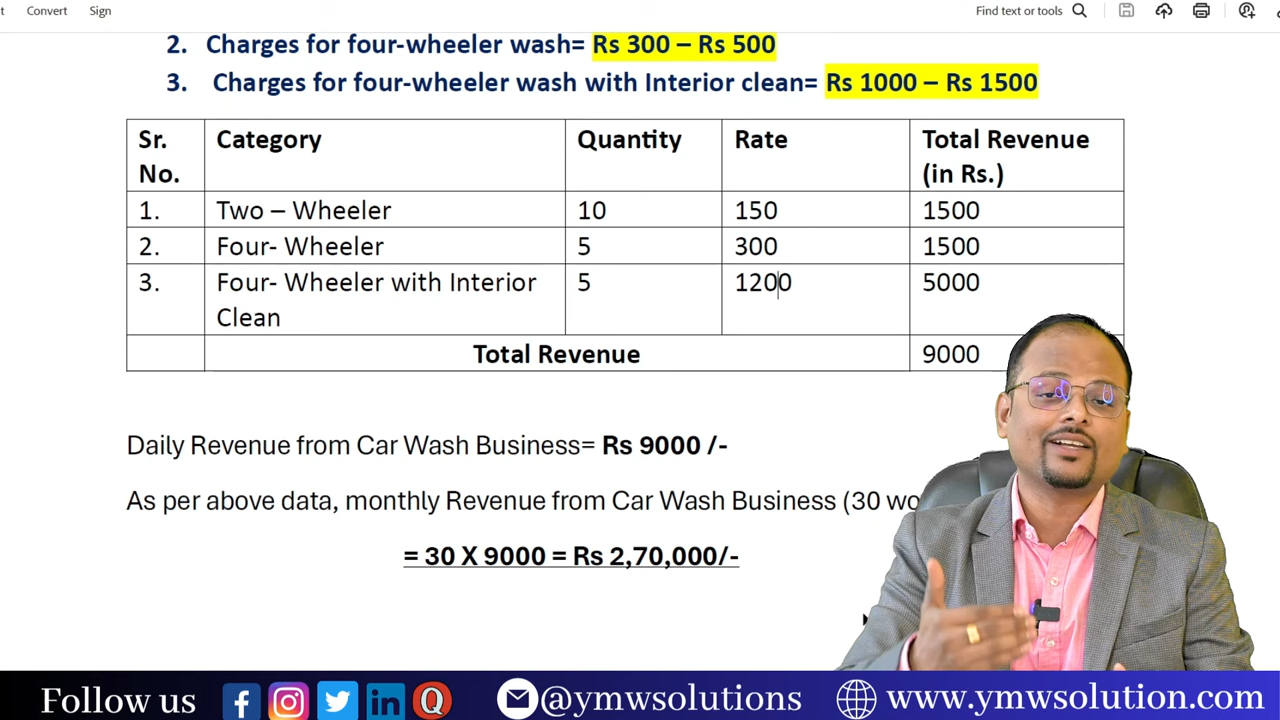 t Convert Sign Find text or tools
2. Charges for four-wheeler wash= Rs 300 – Rs 500
3. Charges for four-wheeler wash with Interior clean= Rs 1000 – Rs 1500
Sr. No. Category Quantity Rate Total Revenue (in Rs.)
1. Two – Wheeler 10 150 1500
2. Four- Wheeler 5 300 1500
3. Four- Wheeler with Interior Clean 5 1200 5000
Total Revenue 9000
Daily Revenue from Car Wash Business= Rs 9000 /-
As per above data, monthly Revenue from Car Wash Business (30 wo
= 30 X 9000 = Rs 2,70,000/-
Follow us @ymwsolutions www.ymwsolution.com